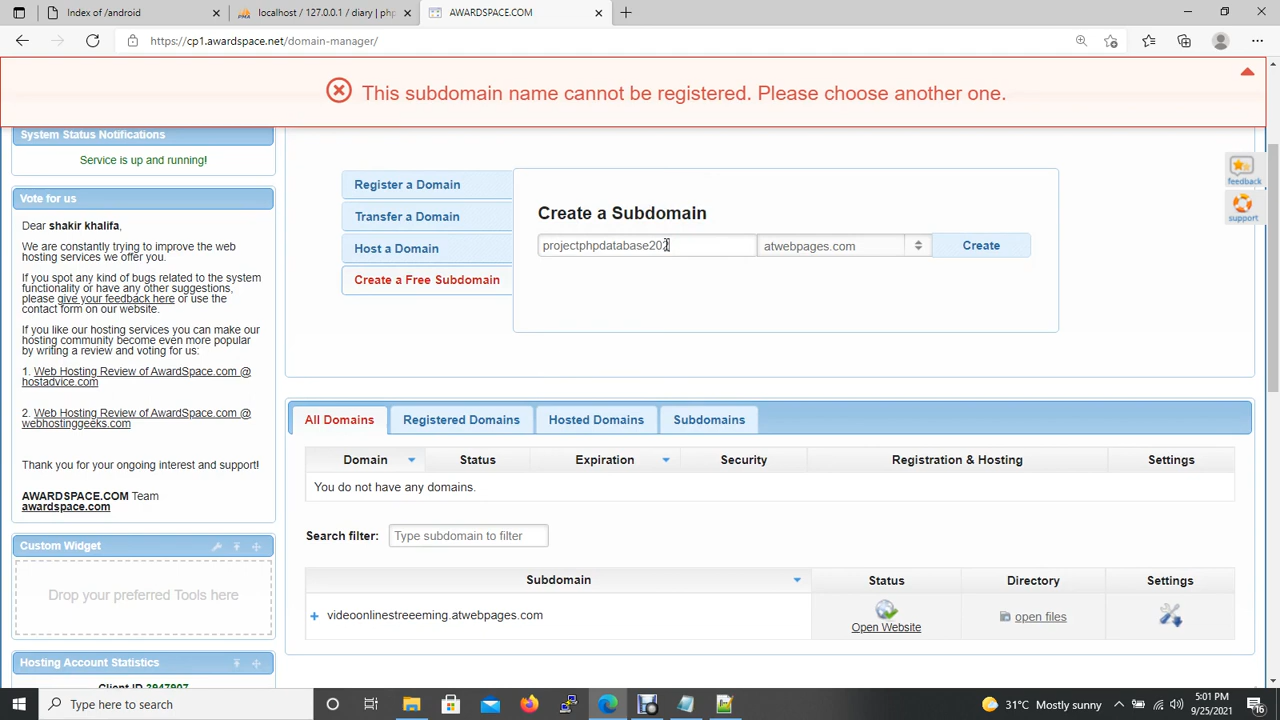 Index of /android
localhost / 127.0.0.1 / diary | php
AWARDSPACE.COM
https://cp1.awardspace.net/domain-manager/
This subdomain name cannot be registered. Please choose another one.
System Status Notifications
Service is up and running!
Vote for us
Dear shakir khalifa,
We are constantly trying to improve the web
hosting services we offer you.
If you spot any kind of bugs related to the system
functionality or have any other suggestions,
please give your feedback here or use the
contact form on our website.
If you like our hosting services you can make our
hosting community become even more popular
by writing a review and voting for us:
1. Web Hosting Review of AwardSpace.com @
hostadvice.com
2. Web Hosting Review of AwardSpace.com @
webhostinggeeks.com
Thank you for your ongoing interest and support!
AWARDSPACE.COM Team
awardspace.com
Custom Widget
Drop your preferred Tools here
Hosting Account Statistics
Client ID 3947907
Register a Domain
Transfer a Domain
Host a Domain
Create a Free Subdomain
Create a Subdomain
projectphpdatabase202
atwebpages.com
Create
feedback
support
All Domains
Registered Domains
Hosted Domains
Subdomains
Domain
Status
Expiration
Security
Registration & Hosting
Settings
You do not have any domains.
Search filter:
Type subdomain to filter
Subdomain
Status
Directory
Settings
videoonlinestreeeming.atwebpages.com
Open Website
open files
Type here to search
31°C Mostly sunny
5:01 PM
9/25/2021
16